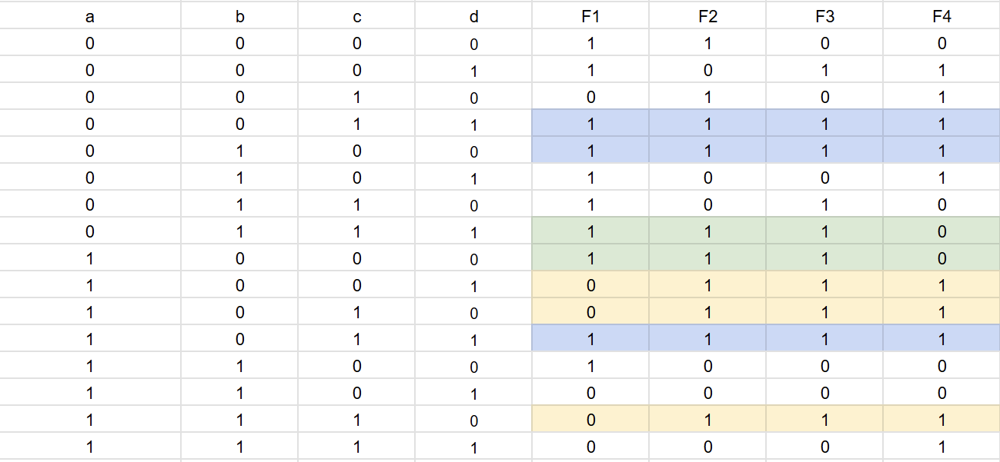 a b c d F1 F2 F3 F4
0 0 0 0 1 1 0 0
0 0 0 1 1 0 1 1
0 0 1 0 0 1 0 1
0 0 1 1 1 1 1 1
0 1 0 0 1 1 1 1
0 1 0 1 1 0 0 1
0 1 1 0 1 0 1 0
0 1 1 1 1 1 1 0
1 0 0 0 1 1 1 0
1 0 0 1 0 1 1 1
1 0 1 0 0 1 1 1
1 0 1 1 1 1 1 1
1 1 0 0 1 0 0 0
1 1 0 1 0 0 0 0
1 1 1 0 0 1 1 1
1 1 1 1 0 0 0 1